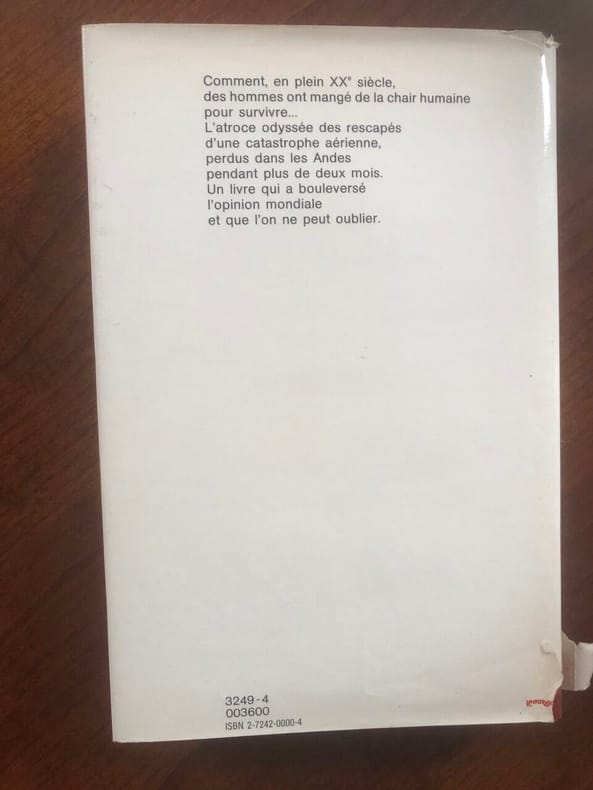 Comment, en plein XXe siècle,
des hommes ont mangé de la chair humaine
pour survivre...
L'atroce odyssée des rescapés
d'une catastrophe aérienne,
perdus dans les Andes
pendant plus de deux mois.
Un livre qui a bouleversé
l'opinion mondiale
et que l'on ne peut oublier.
3249-4
003600
ISBN 2-7242-0000-4